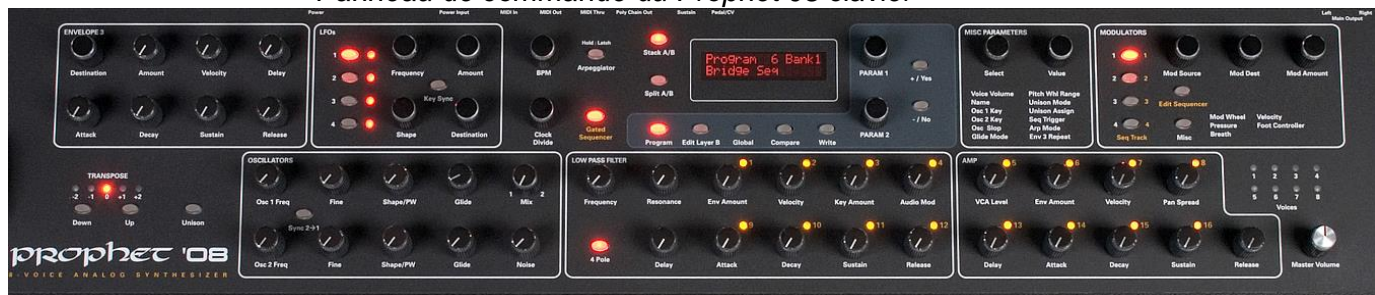 Panneau de commande du Prophet 08 clavier
Power
Power Input
MIDI In
MIDI Out
MIDI Thru
Poly Chain Out
Sustain
Pedal/CV
Left
Right
Main Output
ENVELOPE 3
Destination
Amount
Velocity
Delay
Attack
Decay
Sustain
Release
LFOs
1
2
3
4
Frequency
Amount
Key Sync
Shape
Destination
BPM
Clock
Divide
Hold : Latch
Arpeggiator
Gated
Sequencer
Stack A/B
Split A/B
Program 6 Bank1
Bridge Seq
Program
Edit Layer B
Global
Compare
Write
PARAM 1
PARAM 2
+ / Yes
- / No
MISC PARAMETERS
Select
Value
Voice Volume
Name
Osc 1 Key
Osc 2 Key
Osc Slop
Glide Mode
Pitch Whl Range
Unison Mode
Unison Assign
Seq Trigger
Arp Mode
Env 3 Repeat
MODULATORS
1 1
2 2
3 3
4 4
Seq Track
Mod Source
Mod Dest
Mod Amount
Edit Sequencer
Misc
Mod Wheel
Pressure
Breath
Velocity
Foot Controller
TRANSPOSE
-2 -1 0 +1 +2
Down
Up
Unison
PROPHET '08
8-VOICE ANALOG SYNTHESIZER
OSCILLATORS
Osc 1 Freq
Fine
Shape/PW
Glide
1 2
Mix
Sync 2→1
Osc 2 Freq
Fine
Shape/PW
Glide
Noise
LOW PASS FILTER
1
2
3
4
Frequency
Resonance
Env Amount
Velocity
Key Amount
Audio Mod
9
10
11
12
4 Pole
Delay
Attack
Decay
Sustain
Release
AMP
5
6
7
8
VCA Level
Env Amount
Velocity
Pan Spread
13
14
15
16
Delay
Attack
Decay
Sustain
Release
1 2 3 4
5 6 7 8
Voices
Master Volume